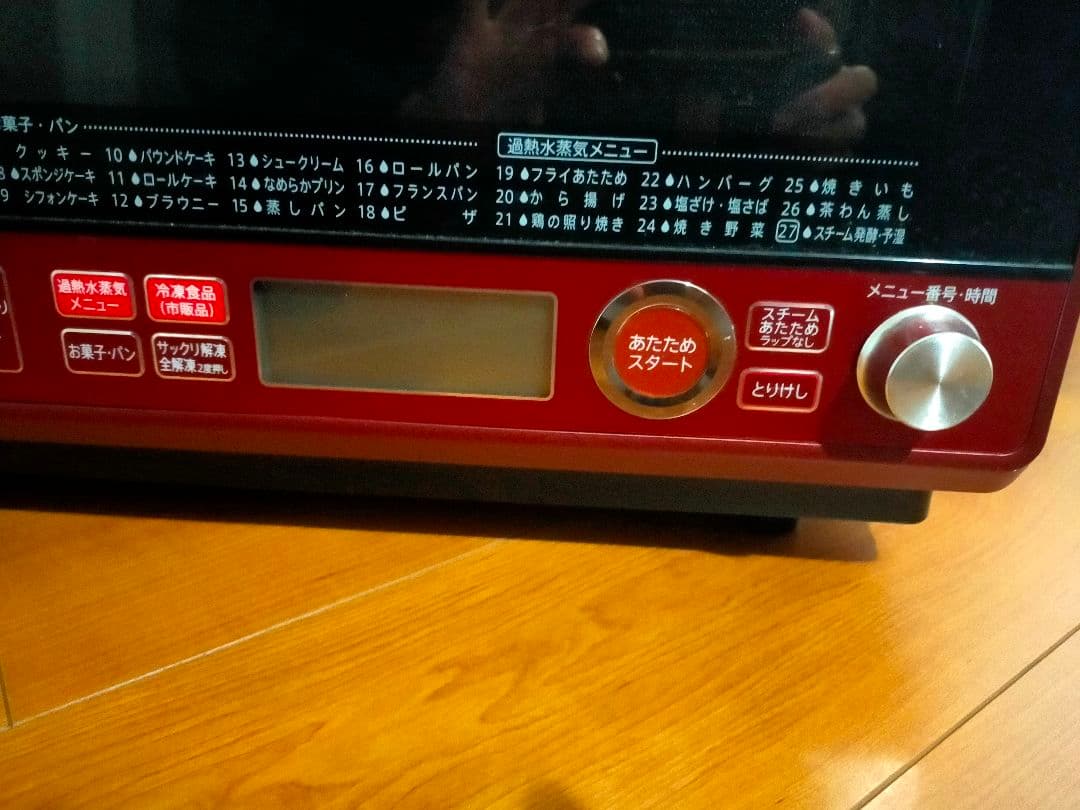 菓子・パン
過熱水蒸気メニュー
クッキー 10 パウンドケーキ 13 シュークリーム 16 ロールパン 19 フライあたため 22 ハンバーグ 25 焼きいも
スポンジケーキ 11 ロールケーキ 14 なめらかプリン 17 フランスパン 20 から揚げ 23 塩ざけ・塩さば 26 茶わん蒸し
9 シフォンケーキ 12 ブラウニー 15 蒸しパン 18 ピザ 21 鶏の照り焼き 24 焼き野菜 27 スチーム発酵・予湿
過熱水蒸気
メニュー
冷凍食品
(市販品)
お菓子・パン
サックリ解凍
全解凍2度押し
あたため
スタート
スチーム
あたため
ラップなし
とりけし
メニュー番号・時間